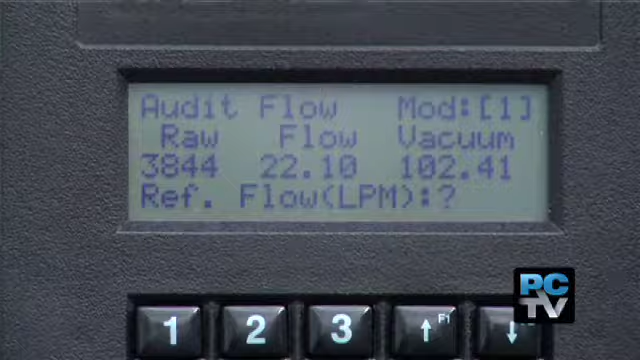 Audit Flow Mod:[1]
Raw Flow Vacuum
3844 22.10 102.41
Ref. Flow(LPM):?
PC
TV
1 2 3 ↑F1 ↓